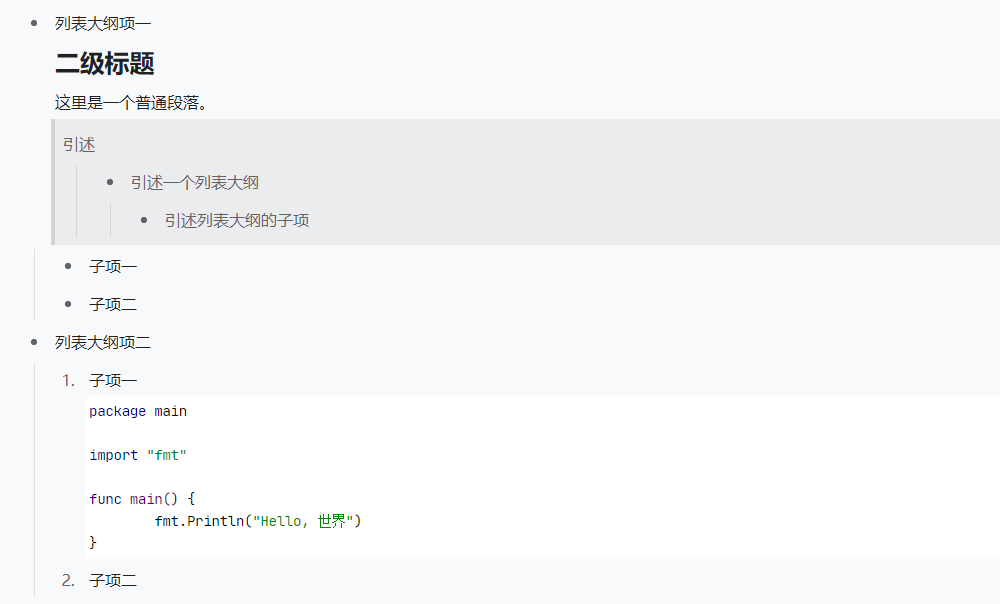 列表大纲项一
二级标题
这里是一个普通段落。
引述
引述一个列表大纲
引述列表大纲的子项
子项一
子项二
列表大纲项二
1. 子项一
package main
import "fmt"
func main() {
        fmt.Println("Hello, 世界")
}
2. 子项二